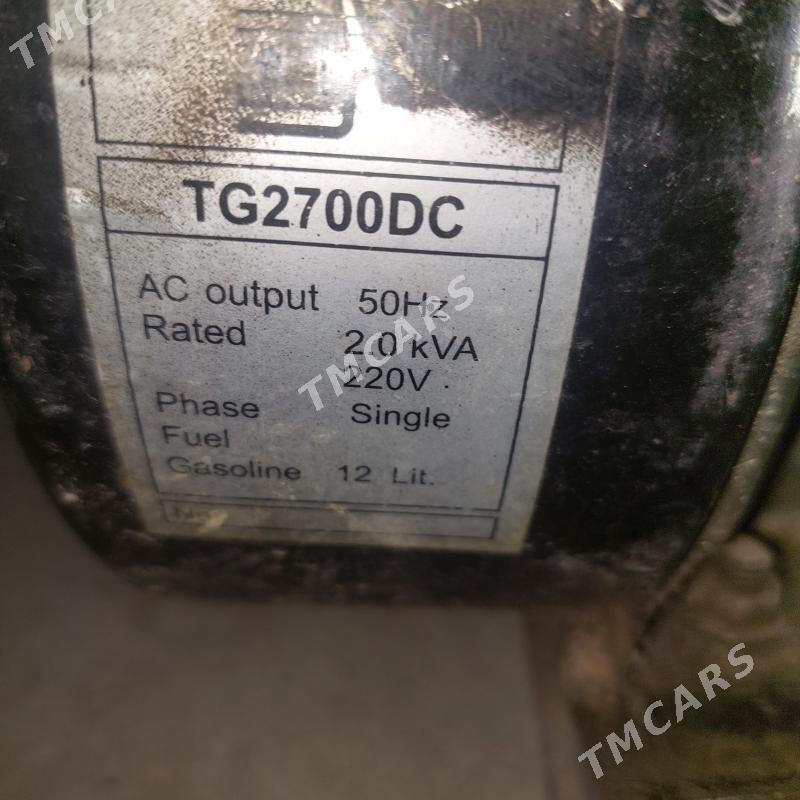 TMCARS
TG2700DC
AC output 50Hz
Rated 2.0 kVA
220V
TMCARS
Phase Single
Fuel
Gasoline 12 Lit.
TMCARS